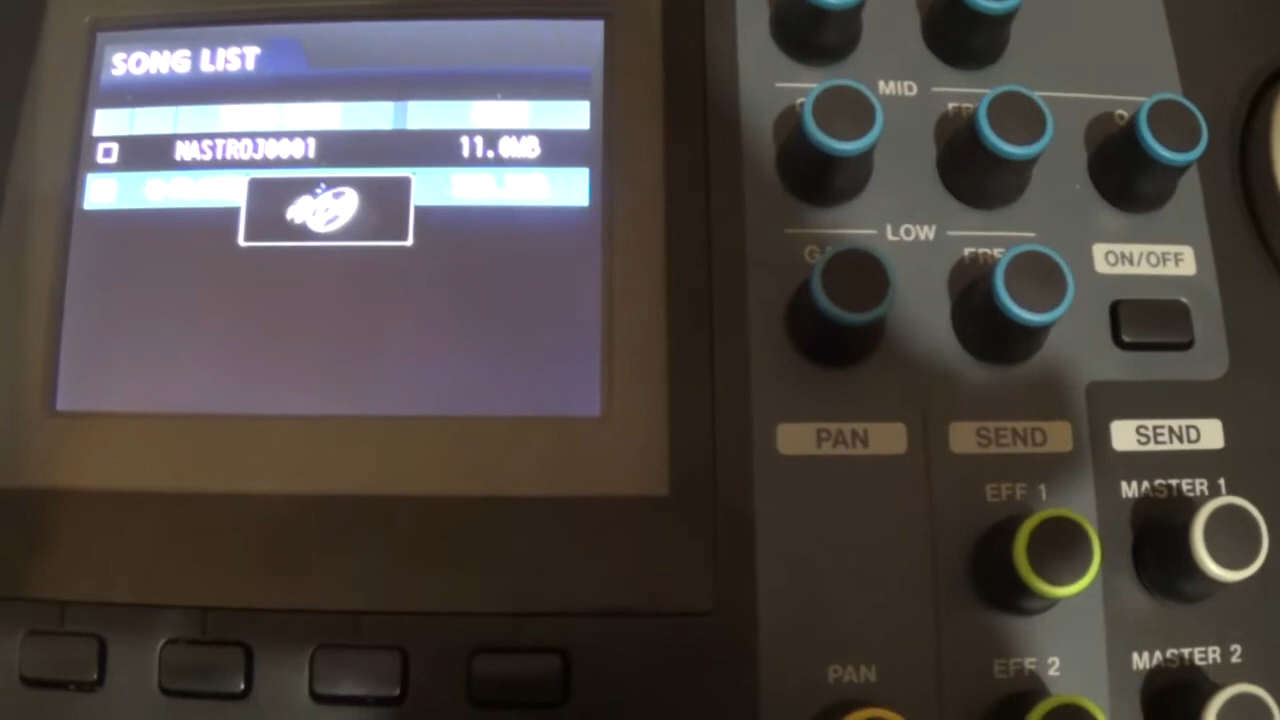 SONG LIST
NASTROJ0001 11.0MB
MID
LOW
ON/OFF
PAN SEND SEND
EFF 1 MASTER 1
PAN EFF 2 MASTER 2